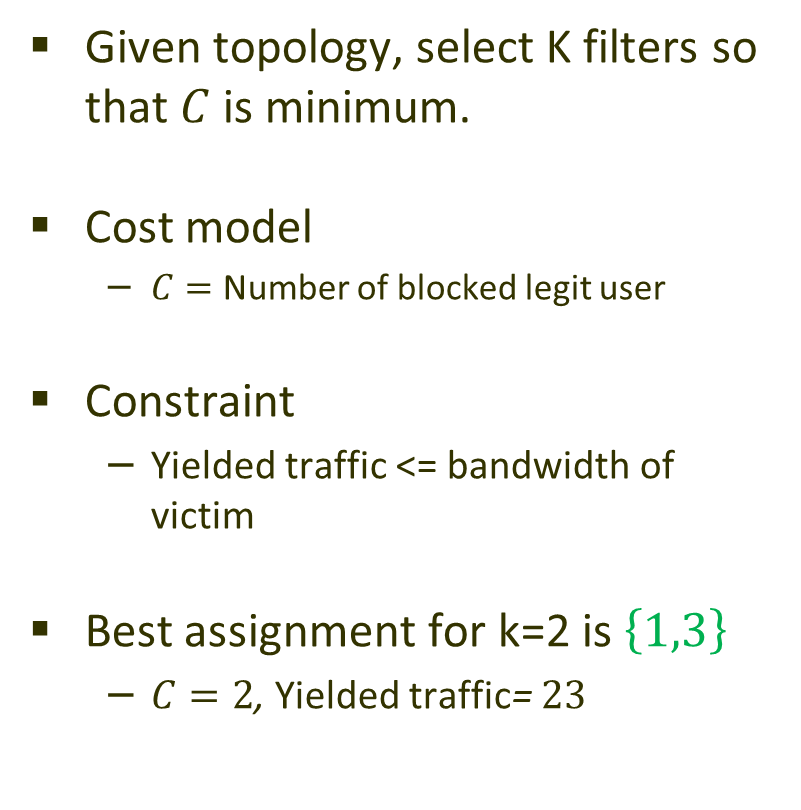 ▪ Given topology, select K filters so
that C is minimum.
▪ Cost model
– C = Number of blocked legit user
▪ Constraint
– Yielded traffic <= bandwidth of
victim
▪ Best assignment for k=2 is {1,3}
– C = 2, Yielded traffic= 23